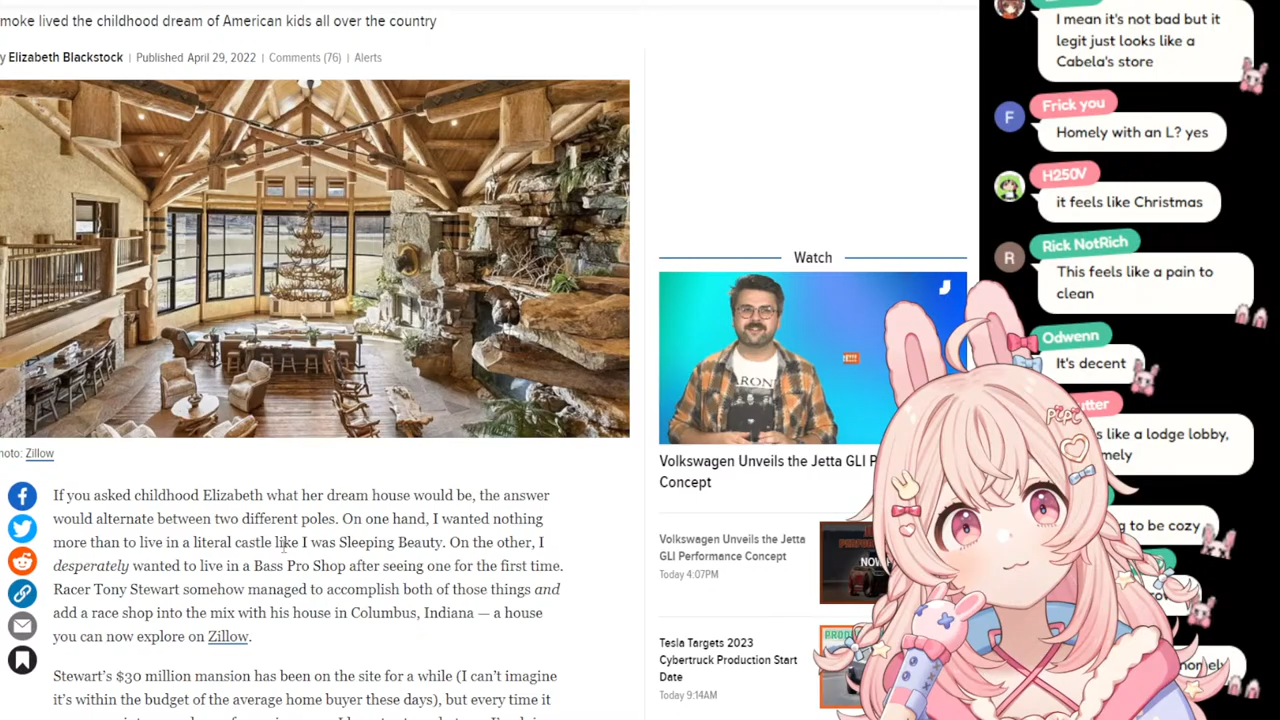 moke lived the childhood dream of American kids all over the country
y Elizabeth Blackstock | Published April 29, 2022 | Comments (76) | Alerts
hoto: Zillow
If you asked childhood Elizabeth what her dream house would be, the answer
would alternate between two different poles. On one hand, I wanted nothing
more than to live in a literal castle like I was Sleeping Beauty. On the other, I
desperately wanted to live in a Bass Pro Shop after seeing one for the first time.
Racer Tony Stewart somehow managed to accomplish both of those things and
add a race shop into the mix with his house in Columbus, Indiana — a house
you can now explore on Zillow.
Stewart's $30 million mansion has been on the site for a while (I can't imagine
it's within the budget of the average home buyer these days), but every time it
Watch
Volkswagen Unveils the Jetta GLI P
Concept
Volkswagen Unveils the Jetta
GLI Performance Concept
Today 4:07PM
NOW
Tesla Targets 2023
Cybertruck Production Start
Date
Today 9:14AM
I mean it's not bad but it
legit just looks like a
Cabela's store
F
Frick you
Homely with an L? yes
H250V
it feels like Christmas
R
Rick NotRich
This feels like a pain to
clean
Odwenn
It's decent
utter
s like a lodge lobby,
mely
g to be cozy
PiPi